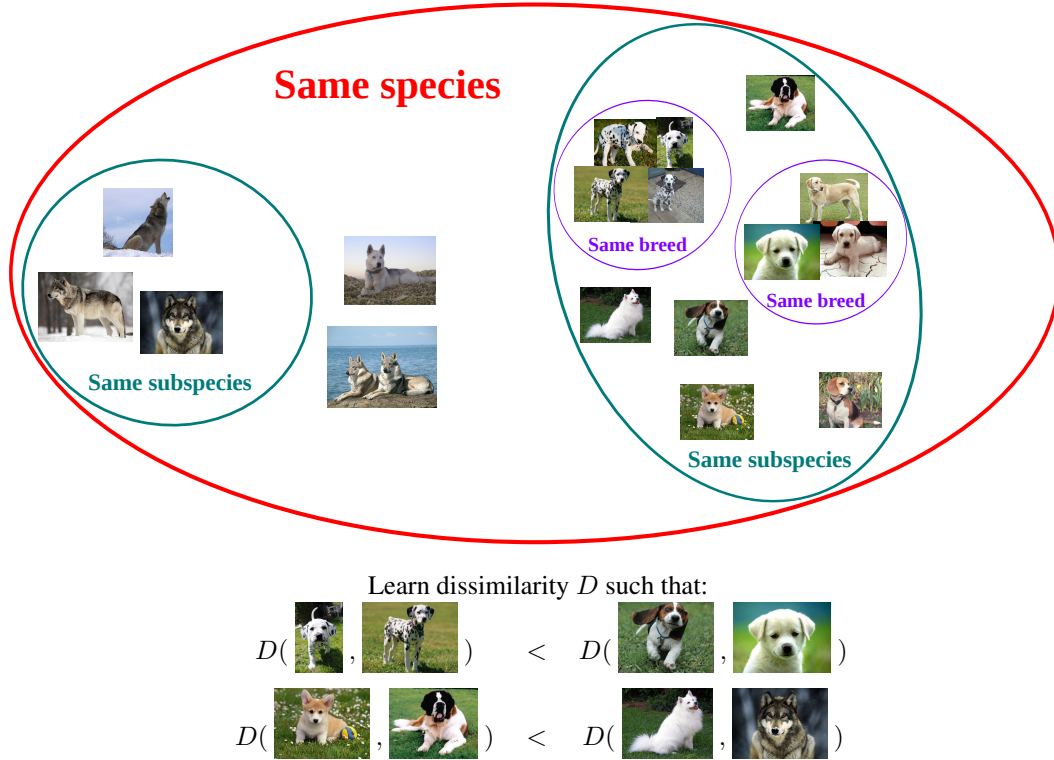 Same species
Same breed
Same breed
Same subspecies
Same subspecies
Learn dissimilarity D such that:
D( , ) < D( , )
D( , ) < D( , )